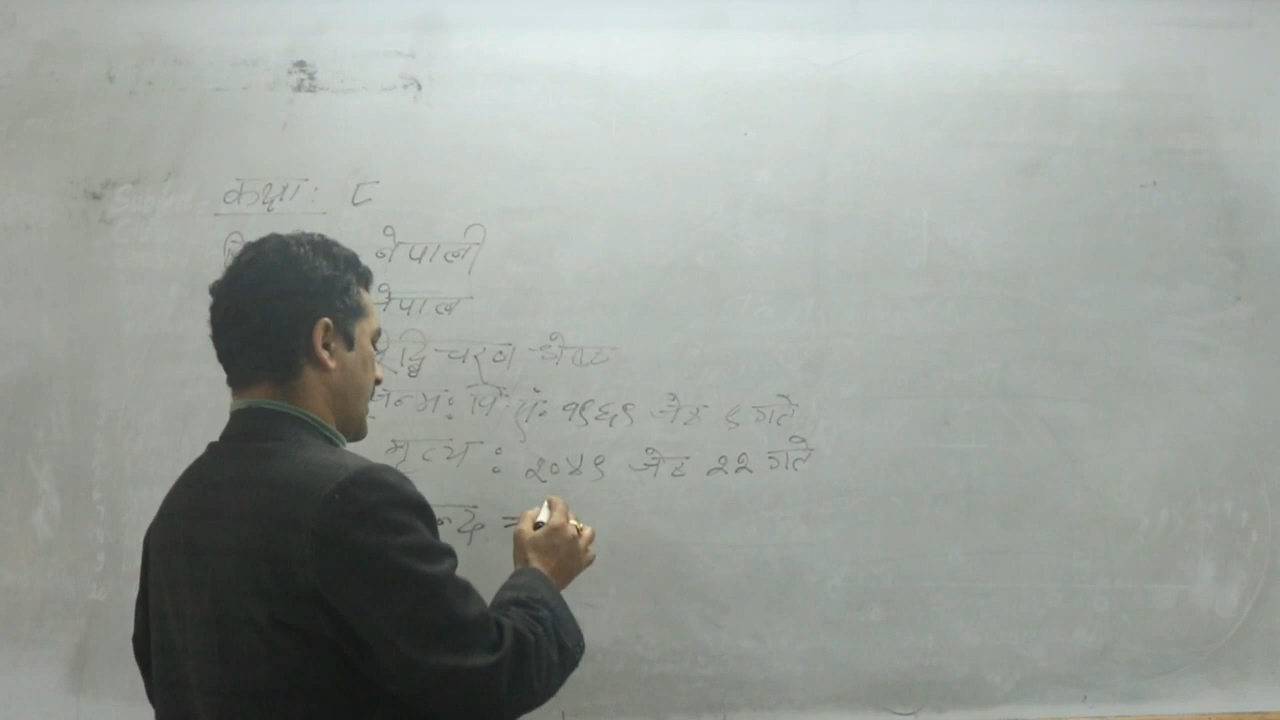 कक्षा: ८
नेपाली
नेपाल
सिद्धिचरण श्रेष्ठ
जन्म: वि. सं. १९६९ जेठ ९ गते
मृत्यु : २०४९ जेठ २२ गते